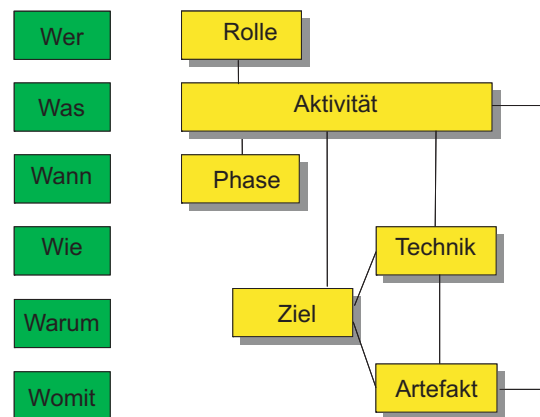 Wer
Rolle
Was
Aktivität
Wann
Phase
Wie
Technik
Warum
Ziel
Womit
Artefakt